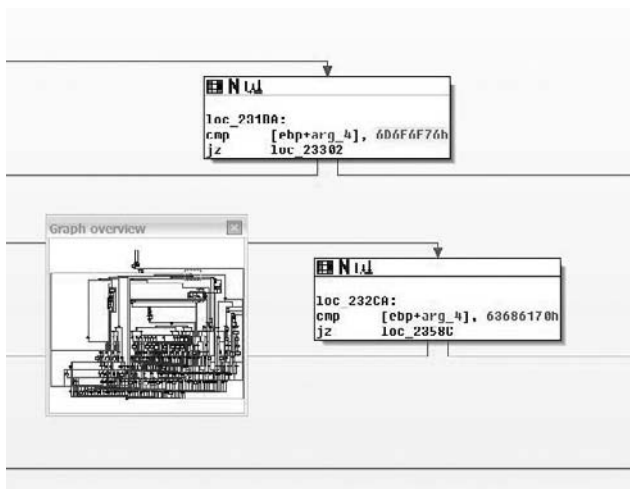 N
loc_231DA:
cmp [ebp+arg_4], 6D6F6F76h
jz loc_23302
Graph overview
N
loc_232CA:
cmp [ebp+arg_4], 63686170h
jz loc_2358C